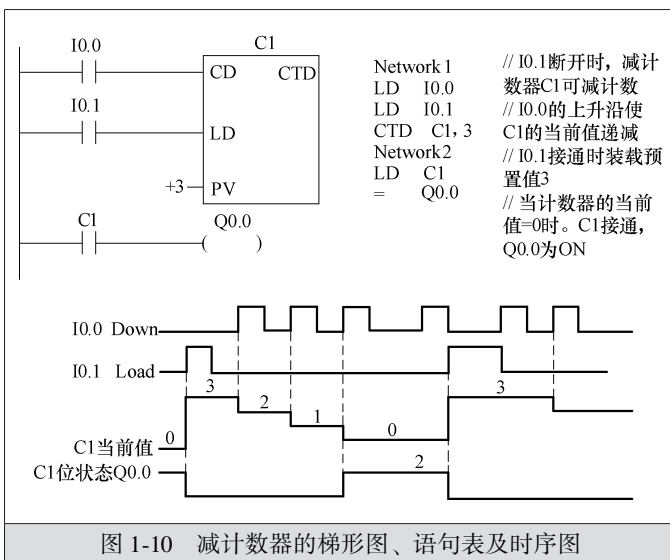 I0.0
C1
CD
CTD
I0.1
LD
+3
PV
C1
Q0.0
Network1
LD I0.0
LD I0.1
CTD C1,3
Network2
LD C1
= Q0.0
// I0.1断开时，减计
数器C1可减计数
// I0.0的上升沿使
C1的当前值递减
// I0.1接通时装载预
置值3
// 当计数器的当前
值=0时。C1接通，
Q0.0为ON
I0.0 Down
I0.1 Load
3
2
1
0
3
0
C1当前值
2
C1位状态Q0.0
图 1-10 减计数器的梯形图、语句表及时序图